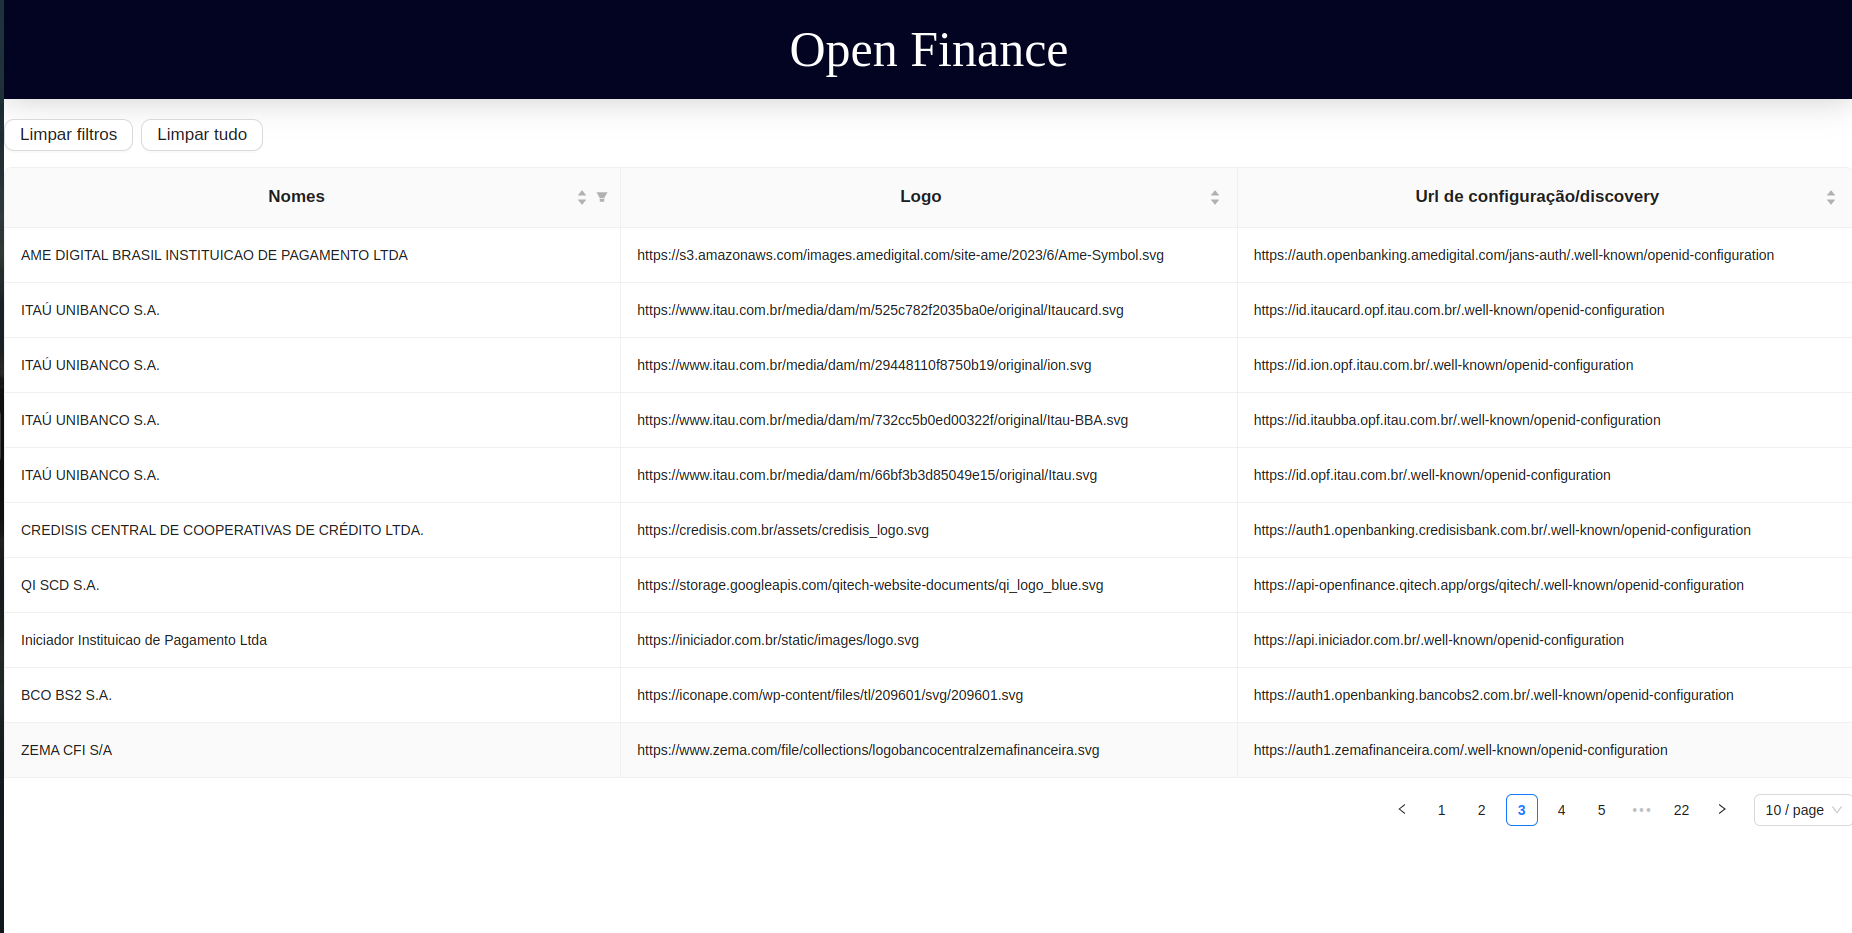 Open Finance
Limpar filtros Limpar tudo
Nomes Logo Url de configuração/discovery
AME DIGITAL BRASIL INSTITUICAO DE PAGAMENTO LTDA https://s3.amazonaws.com/images.amedigital.com/site-ame/2023/6/Ame-Symbol.svg https://auth.openbanking.amedigital.com/jans-auth/.well-known/openid-configuration
ITAÚ UNIBANCO S.A. https://www.itau.com.br/media/dam/m/525c782f2035ba0e/original/Itaucard.svg https://id.itaucard.opf.itau.com.br/.well-known/openid-configuration
ITAÚ UNIBANCO S.A. https://www.itau.com.br/media/dam/m/29448110f8750b19/original/ion.svg https://id.ion.opf.itau.com.br/.well-known/openid-configuration
ITAÚ UNIBANCO S.A. https://www.itau.com.br/media/dam/m/732cc5b0ed00322f/original/Itau-BBA.svg https://id.itaubba.opf.itau.com.br/.well-known/openid-configuration
ITAÚ UNIBANCO S.A. https://www.itau.com.br/media/dam/m/66bf3b3d85049e15/original/Itau.svg https://id.opf.itau.com.br/.well-known/openid-configuration
CREDISIS CENTRAL DE COOPERATIVAS DE CRÉDITO LTDA. https://credisis.com.br/assets/credisis_logo.svg https://auth1.openbanking.credisisbank.com.br/.well-known/openid-configuration
QI SCD S.A. https://storage.googleapis.com/qitech-website-documents/qi_logo_blue.svg https://api-openfinance.qitech.app/orgs/qitech/.well-known/openid-configuration
Iniciador Instituicao de Pagamento Ltda https://iniciador.com.br/static/images/logo.svg https://api.iniciador.com.br/.well-known/openid-configuration
BCO BS2 S.A. https://iconape.com/wp-content/files/tl/209601/svg/209601.svg https://auth1.openbanking.bancobs2.com.br/.well-known/openid-configuration
ZEMA CFI S/A https://www.zema.com/file/collections/logobancocentralzemafinanceira.svg https://auth1.zemafinanceira.com/.well-known/openid-configuration
< 1 2 3 4 5 ••• 22 > 10 / page